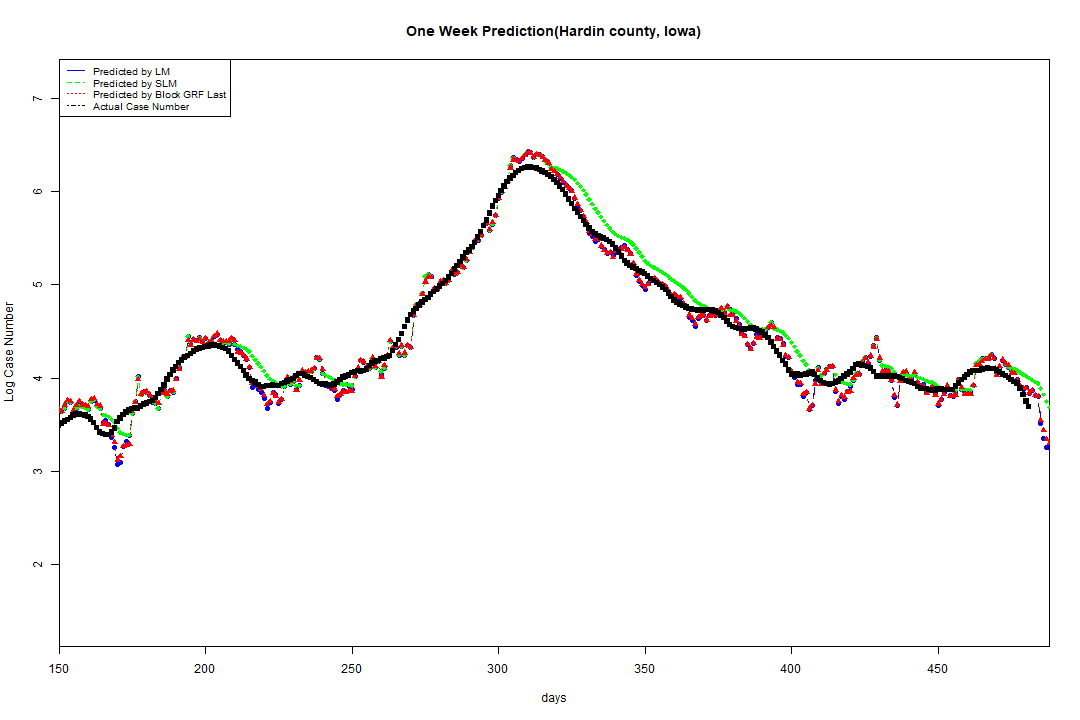 One Week Prediction(Hardin county, Iowa)
Predicted by LM
Predicted by SLM
Predicted by Block GRF Last
Actual Case Number
Log Case Number
7
6
5
4
3
2
150 200 250 300 350 400 450
days